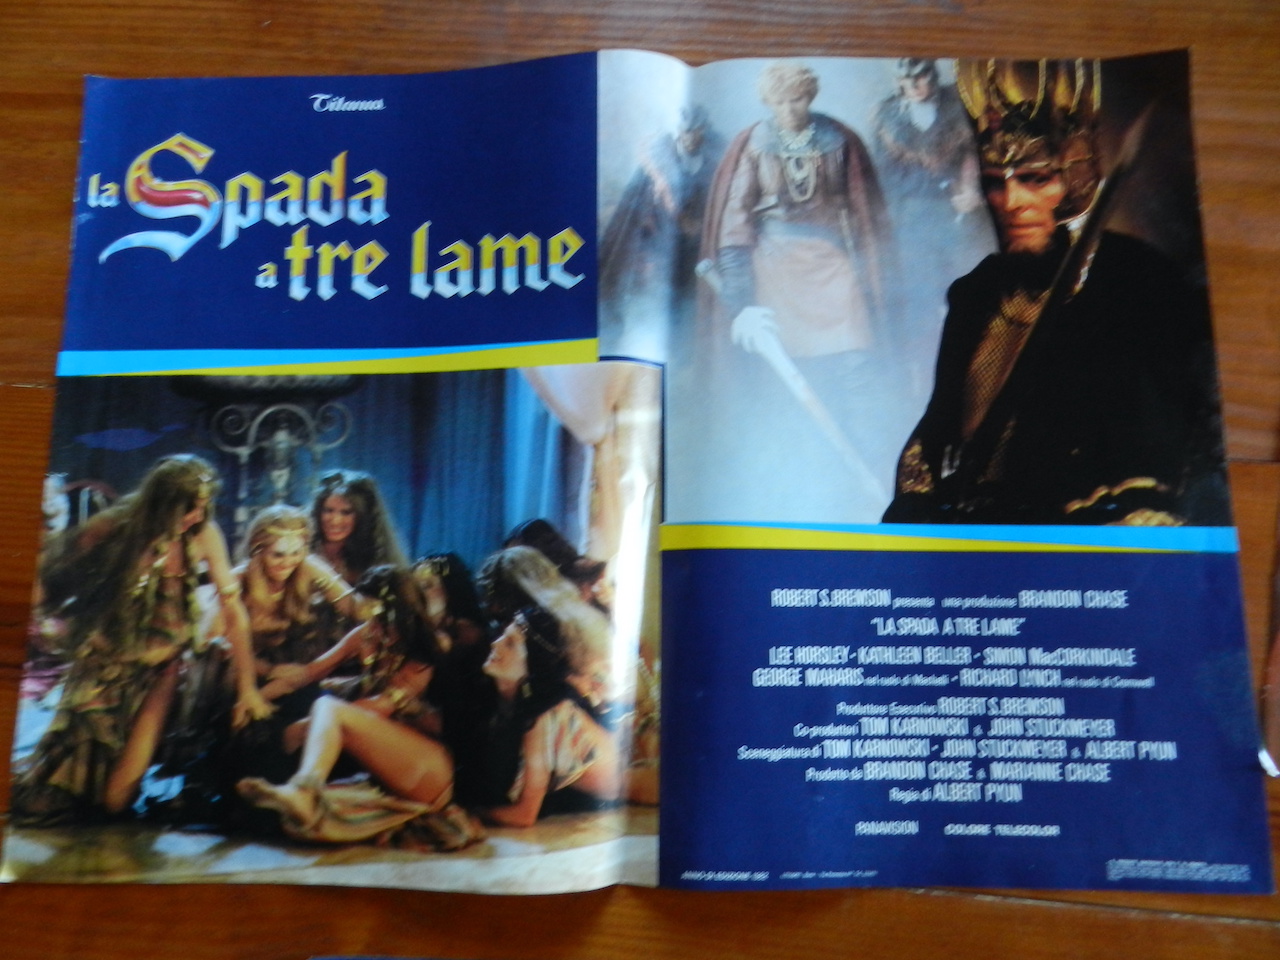 Titanus
la Spada
a tre lame
ROBERT S. BREMSON presenta una produzione BRANDON CHASE
"LA SPADA A TRE LAME"
LEE HORSLEY - KATHLEEN BELLER - SIMON MacCORKINDALE
GEORGE MAHARIS nel ruolo di Machelli - RICHARD LYNCH nel ruolo di Cromwell
Produttore Esecutivo ROBERT S. BREMSON
Co-produttori TOM KARNOWSKI & JOHN STUCKMEYER
Sceneggiatura di TOM KARNOWSKI - JOHN STUCKMEYER & ALBERT PYUN
Prodotto da BRANDON CHASE & MARIANNE CHASE
Regia di ALBERT PYUN
PANAVISION COLORE TELECOLOR